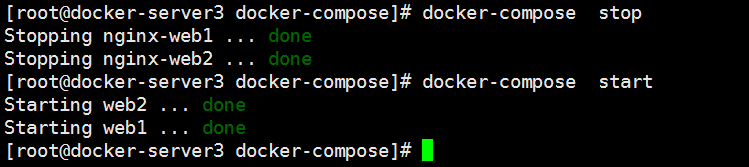 [root@docker-server3 docker-compose]# docker-compose  stop
Stopping nginx-web1 ... done
Stopping nginx-web2 ... done
[root@docker-server3 docker-compose]# docker-compose  start
Starting web2 ... done
Starting web1 ... done
[root@docker-server3 docker-compose]#